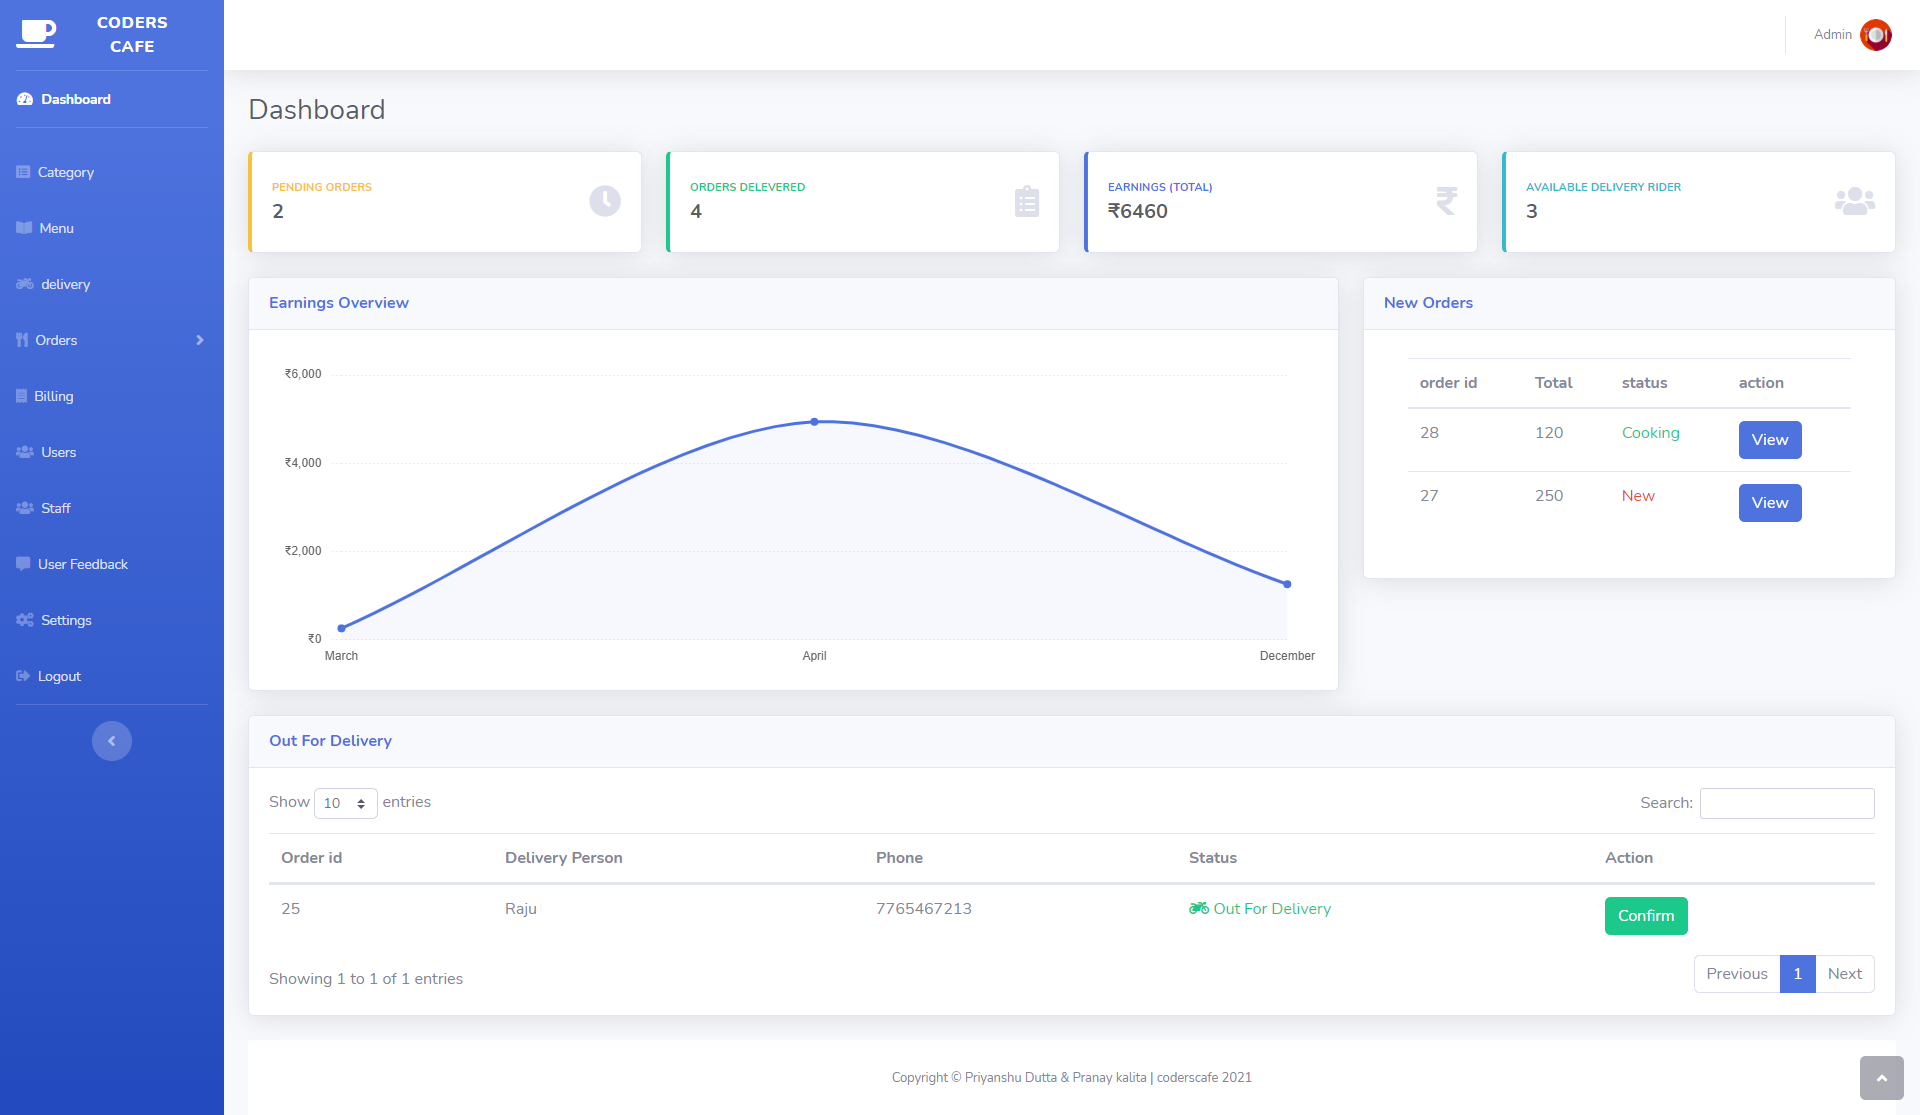 CODERS
CAFE
Admin
Dashboard
Dashboard
Category
Menu
delivery
Orders
Billing
Users
Staff
User Feedback
Settings
Logout
PENDING ORDERS
2
ORDERS DELEVERED
4
EARNINGS (TOTAL)
₹6460
AVAILABLE DELIVERY RIDER
3
Earnings Overview
₹6,000
₹4,000
₹2,000
₹0
March April December
New Orders
order id Total status action
28 120 Cooking View
27 250 New View
Out For Delivery
Show 10 entries
Search:
Order id Delivery Person Phone Status Action
25 Raju 7765467213 Out For Delivery Confirm
Showing 1 to 1 of 1 entries
Previous 1 Next
Copyright © Priyanshu Dutta & Pranay kalita | coderscafe 2021